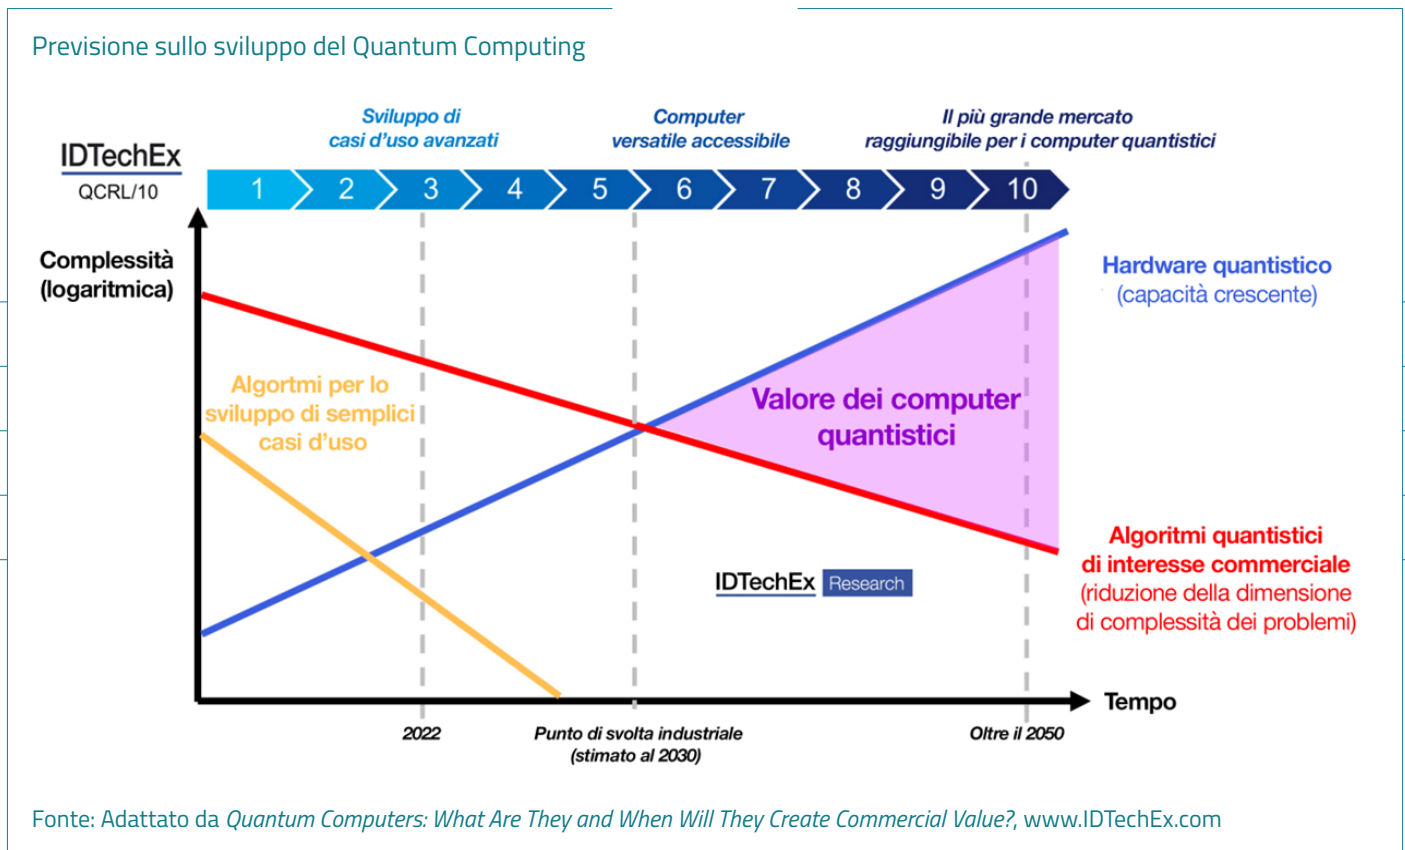 Previsione sullo sviluppo del Quantum Computing
Sviluppo di
casi d'uso avanzati
Computer
versatile accessibile
Il più grande mercato
raggiungibile per i computer quantistici
IDTechEx
QCRL/10
1 2 3 4 5 6 7 8 9 10
Complessità
(logaritmica)
Hardware quantistico
(capacità crescente)
Algortmi per lo
sviluppo di semplici
casi d'uso
Valore dei computer
quantistici
Algoritmi quantistici
di interesse commerciale
(riduzione della dimensione
di complessità dei problemi)
IDTechEx Research
Tempo
2022
Punto di svolta industriale
(stimato al 2030)
Oltre il 2050
Fonte: Adattato da Quantum Computers: What Are They and When Will They Create Commercial Value?, www.IDTechEx.com